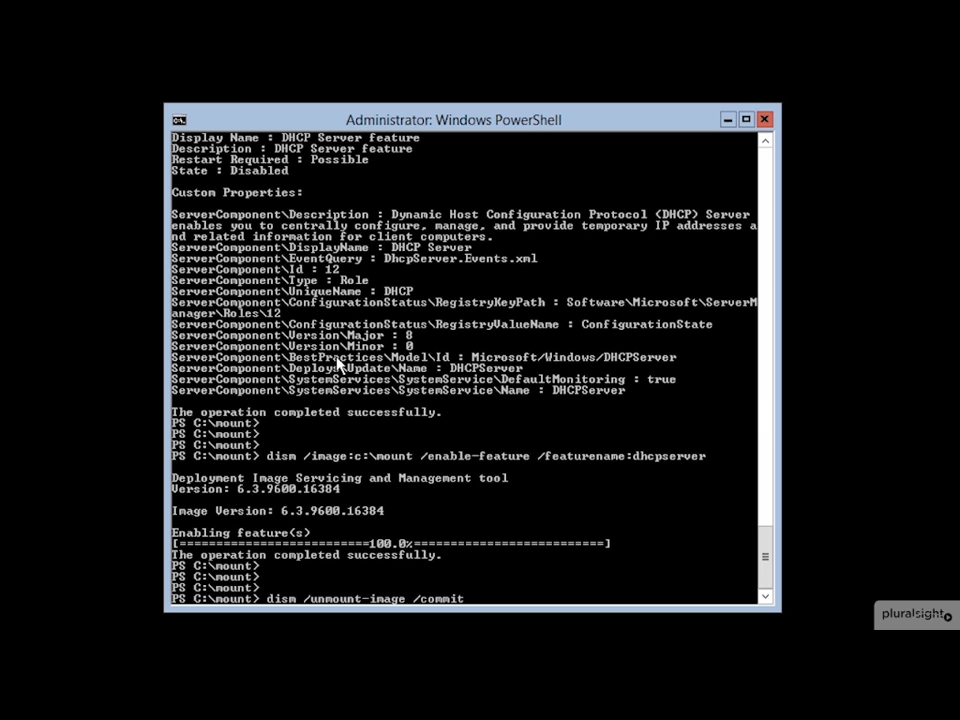 Administrator: Windows PowerShell
Display Name : DHCP Server feature
Description : DHCP Server feature
Restart Required : Possible
State : Disabled
Custom Properties:
ServerComponent\Description : Dynamic Host Configuration Protocol (DHCP) Server
enables you to centrally configure, manage, and provide temporary IP addresses a
nd related information for client computers.
ServerComponent\DisplayName : DHCP Server
ServerComponent\EventQuery : DhcpServer.Events.xml
ServerComponent\Id : 12
ServerComponent\Type : Role
ServerComponent\UniqueName : DHCP
ServerComponent\ConfigurationStatus\RegistryKeyPath : Software\Microsoft\ServerM
anager\Roles\12
ServerComponent\ConfigurationStatus\RegistryValueName : ConfigurationState
ServerComponent\Version\Major : 8
ServerComponent\Version\Minor : 0
ServerComponent\BestPractices\Model\Id : Microsoft/Windows/DHCPServer
ServerComponent\Deploys\Update\Name : DHCPServer
ServerComponent\SystemServices\SystemService\DefaultMonitoring : true
ServerComponent\SystemServices\SystemService\Name : DHCPServer
The operation completed successfully.
PS C:\mount>
PS C:\mount>
PS C:\mount>
PS C:\mount> dism /image:c:\mount /enable-feature /featurename:dhcpserver
Deployment Image Servicing and Management tool
Version: 6.3.9600.16384
Image Version: 6.3.9600.16384
Enabling feature(s)
[==========================100.0%==========================]
The operation completed successfully.
PS C:\mount>
PS C:\mount>
PS C:\mount>
PS C:\mount> dism /unmount-image /commit
pluralsight